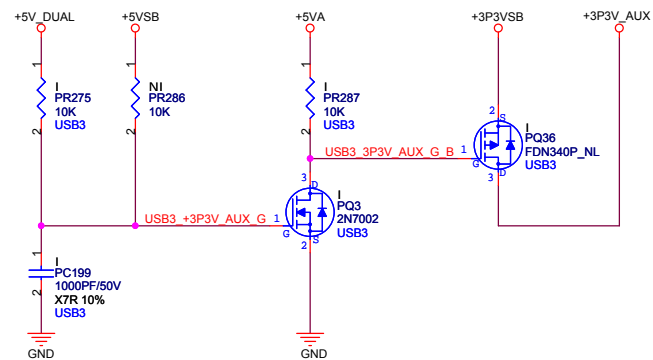 +5V_DUAL
+5VSB
+5VA
+3P3VSB
+3P3V_AUX
1
I
PR275
10K
USB3
2
1
NI
PR286
10K
2
1
I
PR287
10K
USB3
2
USB3_3P3V_AUX_G_B
1
G
2
S
I
PQ36
FDN340P_NL
USB3
3
D
3
D
I
PQ3
2N7002
USB3
USB3_+3P3V_AUX_G
1
G
2
S
1
I
PC199
1000PF/50V
X7R 10%
USB3
2
GND
GND